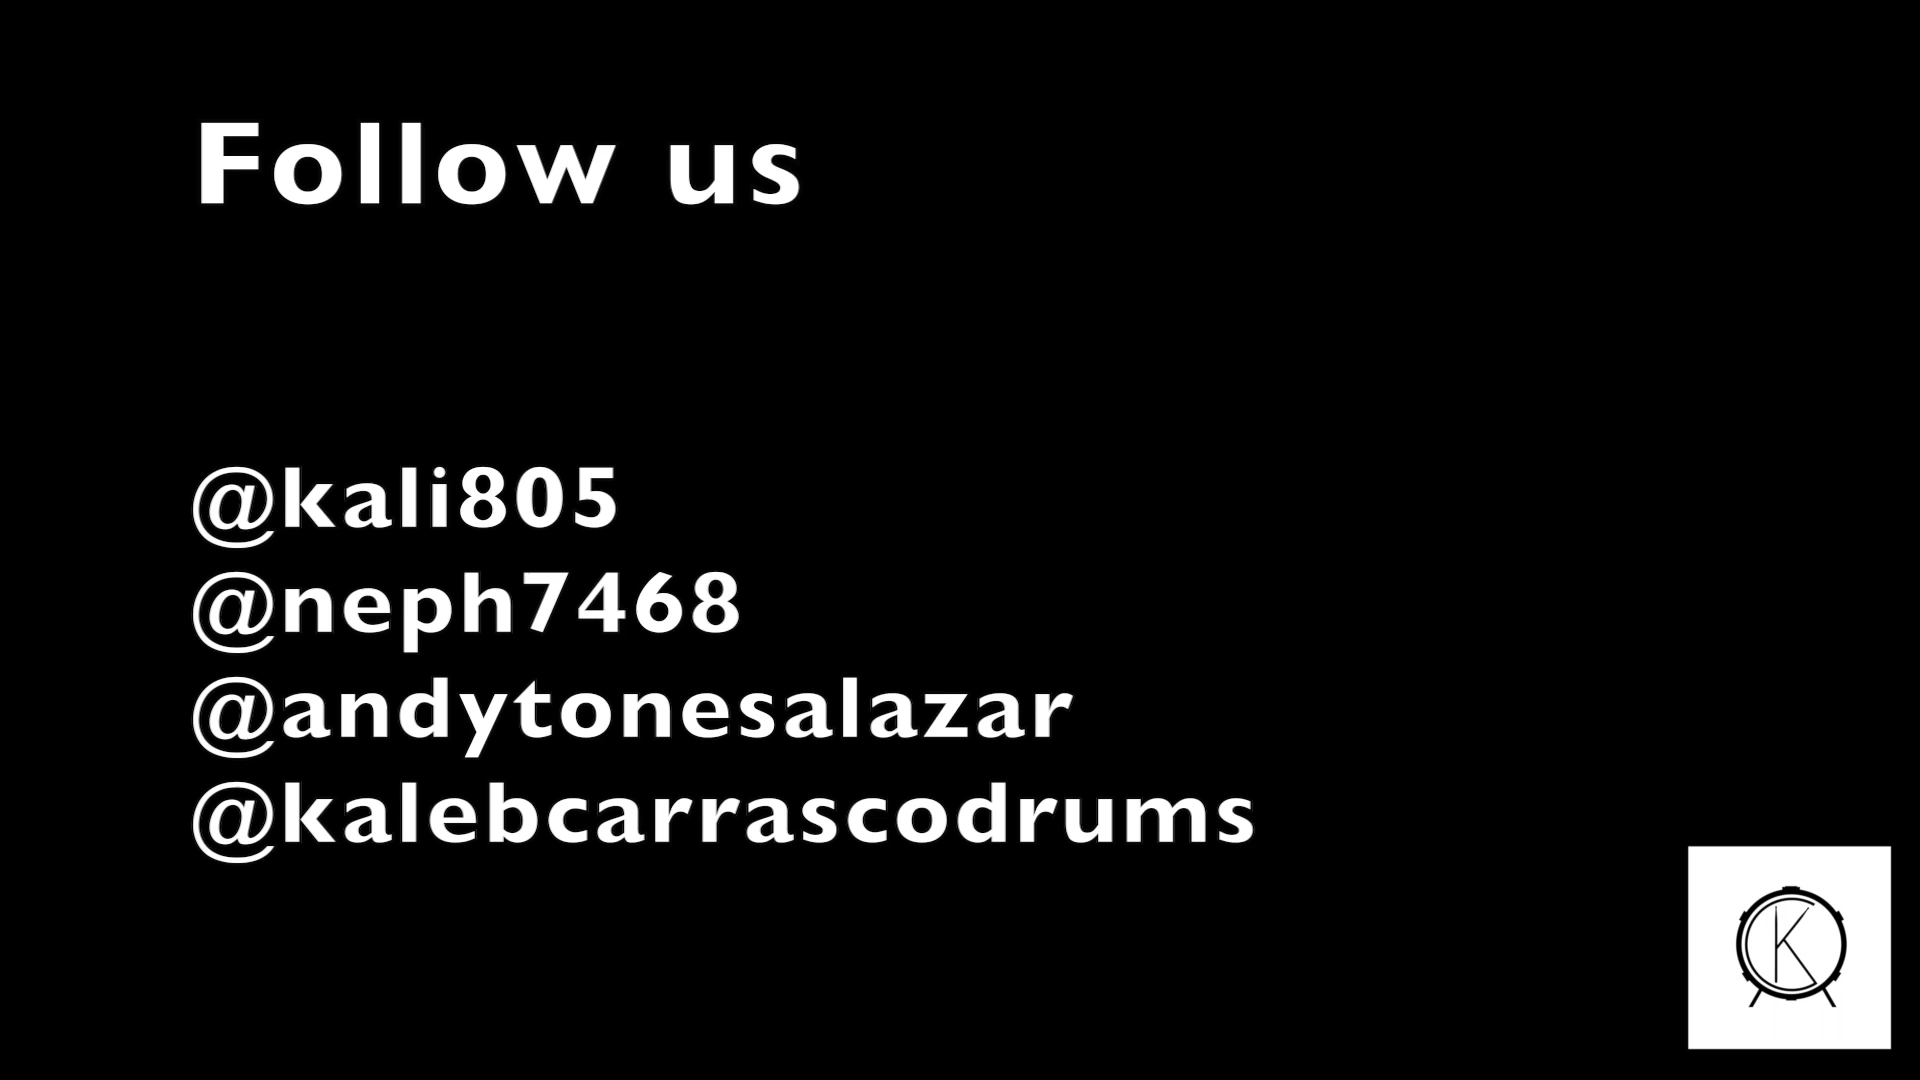 Follow us
@kali805
@neph7468
@andytonesalazar
@kalebcarrascodrums
K